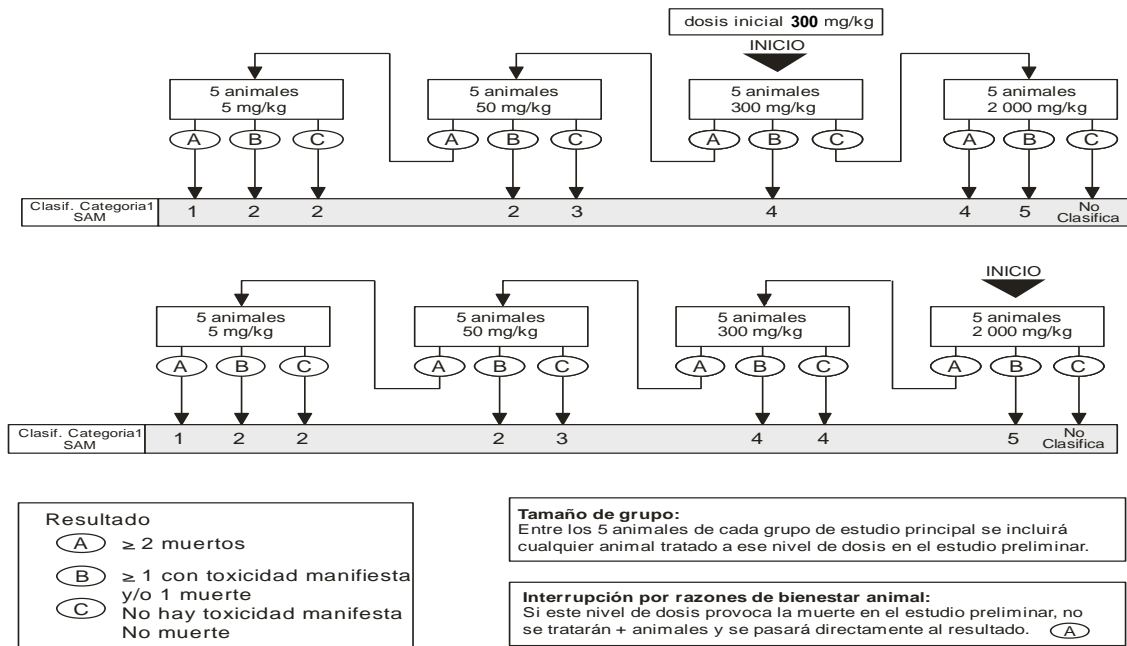 dosis inicial 300 mg/kg
INICIO
5 animales
5 mg/kg
5 animales
50 mg/kg
5 animales
300 mg/kg
5 animales
2 000 mg/kg
A B C A B C A B C A B C
Clasif. Categoria1
SAM
1 2 2 2 3 4 4 5 No
Clasifica
INICIO
5 animales
5 mg/kg
5 animales
50 mg/kg
5 animales
300 mg/kg
5 animales
2 000 mg/kg
A B C A B C A B C A B C
Clasif. Categoria1
SAM
1 2 2 2 3 4 4 5 No
Clasifica
Resultado
A ≥ 2 muertos
B ≥ 1 con toxicidad manifiesta
y/o 1 muerte
C No hay toxicidad manifesta
No muerte
Tamaño de grupo:
Entre los 5 animales de cada grupo de estudio principal se incluirá
cualquier animal tratado a ese nivel de dosis en el estudio preliminar.
Interrupción por razones de bienestar animal:
Si este nivel de dosis provoca la muerte en el estudio preliminar, no
se tratarán + animales y se pasará directamente al resultado. A